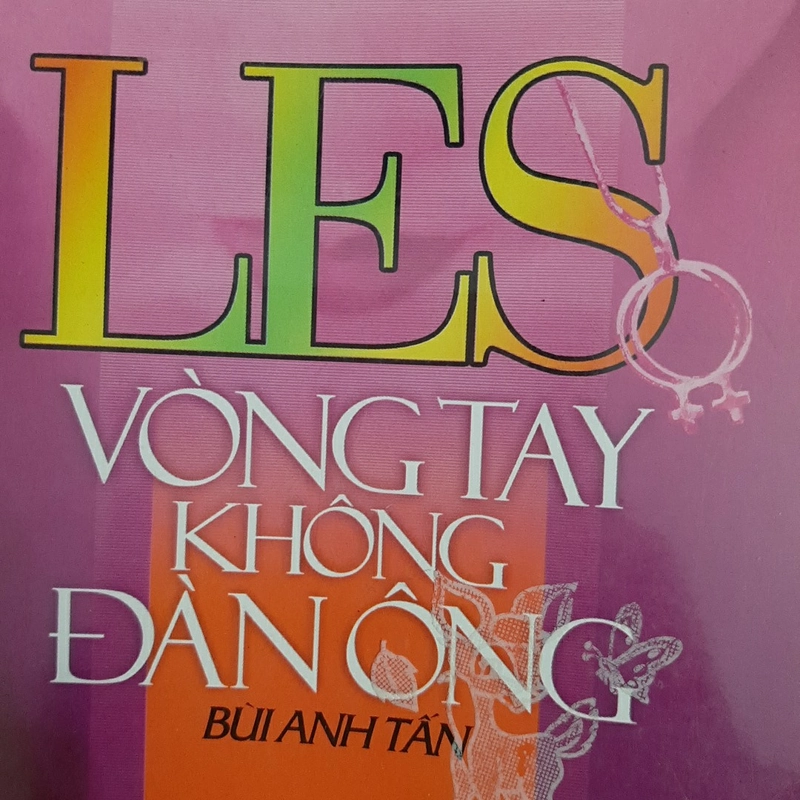 LES
VÒNG TAY
KHÔNG
ĐÀN ÔNG
BÙI ANH TẤN